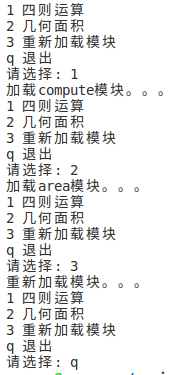 1 四则运算
2 几何面积
3 重新加载模块
q 退出
请选择: 1
加载compute模块。。。
1 四则运算
2 几何面积
3 重新加载模块
q 退出
请选择: 2
加载area模块。。。
1 四则运算
2 几何面积
3 重新加载模块
q 退出
请选择: 3
重新加载模块。。。
1 四则运算
2 几何面积
3 重新加载模块
q 退出
请选择: q